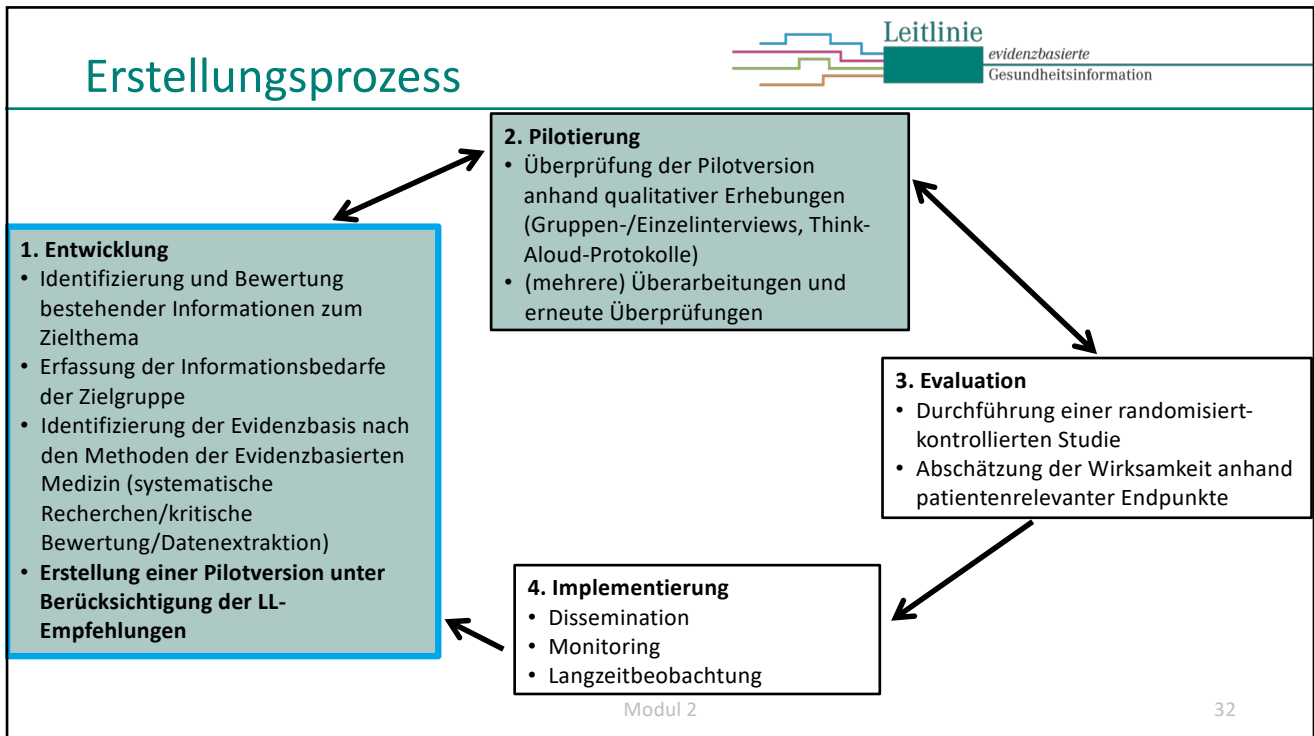 Erstellungsprozess
Leitlinie
evidenzbasierte
Gesundheitsinformation
1. Entwicklung
• Identifizierung und Bewertung
bestehender Informationen zum
Zielthema
• Erfassung der Informationsbedarfe
der Zielgruppe
• Identifizierung der Evidenzbasis nach
den Methoden der Evidenzbasierten
Medizin (systematische
Recherchen/kritische
Bewertung/Datenextraktion)
• Erstellung einer Pilotversion unter
Berücksichtigung der LL-
Empfehlungen
2. Pilotierung
• Überprüfung der Pilotversion
anhand qualitativer Erhebungen
(Gruppen-/Einzelinterviews, Think-
Aloud-Protokolle)
• (mehrere) Überarbeitungen und
erneute Überprüfungen
3. Evaluation
• Durchführung einer randomisiert-
kontrollierten Studie
• Abschätzung der Wirksamkeit anhand
patientenrelevanter Endpunkte
4. Implementierung
• Dissemination
• Monitoring
• Langzeitbeobachtung
Modul 2
32